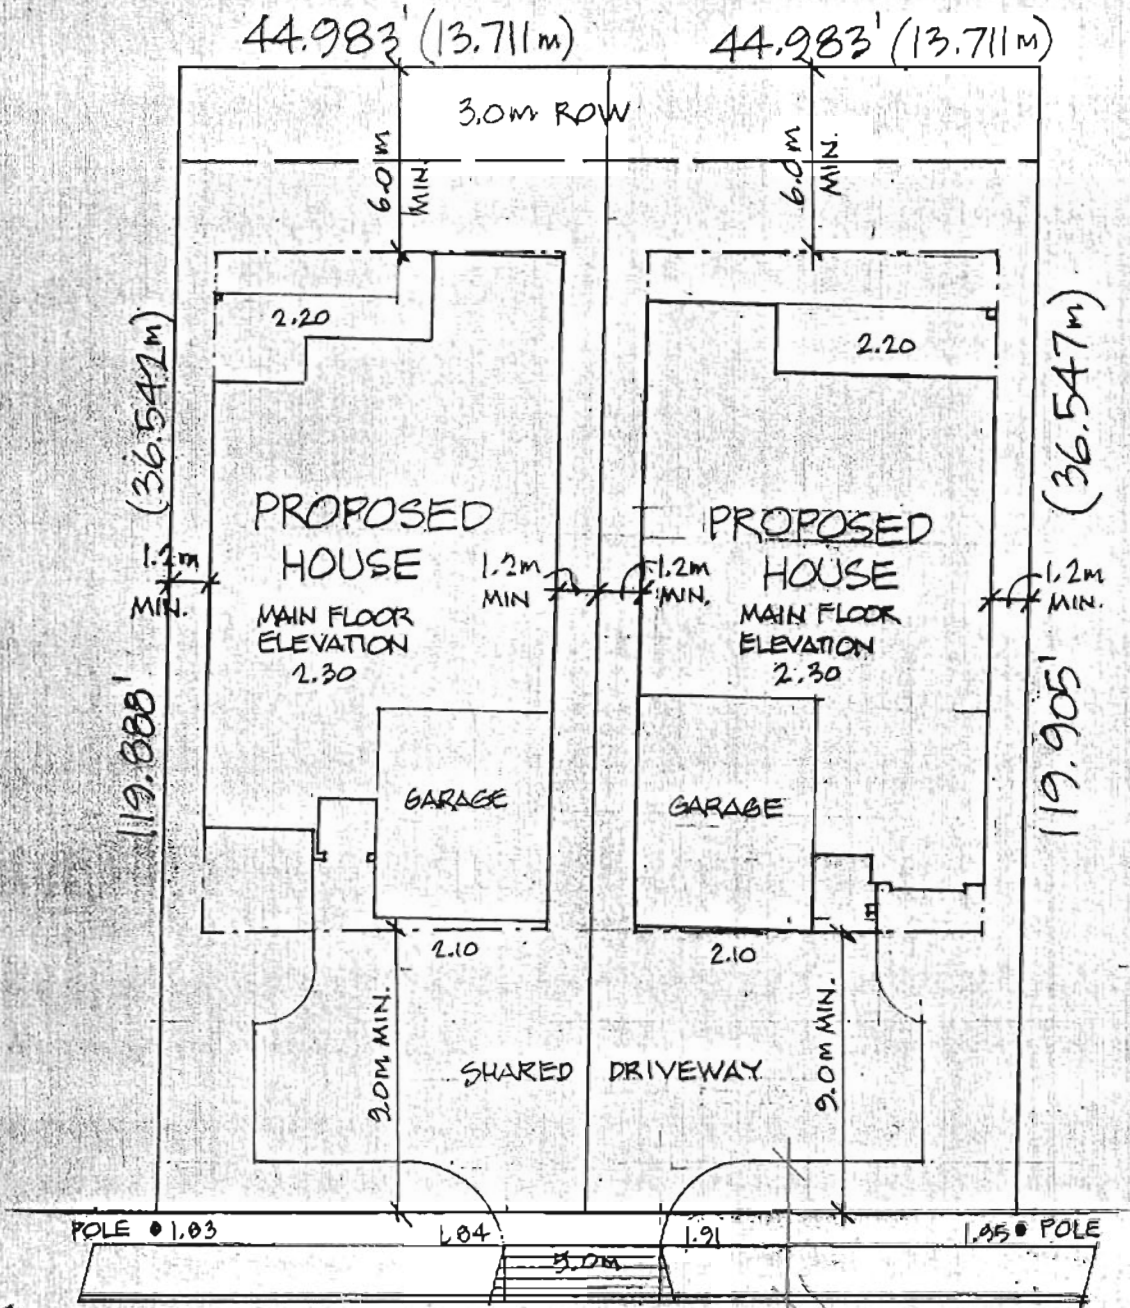 44.983' (13.711m)
44.983' (13.711m)
3.0m ROW
6.0m MIN.
6.0m MIN.
2.20
2.20
(36.542m)
(36.547m)
PROPOSED
HOUSE
MAIN FLOOR
ELEVATION
2.30
PROPOSED
HOUSE
MAIN FLOOR
ELEVATION
2.30
1.2m
MIN.
1.2m
MIN
1.2m
MIN.
1.2m
MIN.
119.888'
119.905'
GARAGE
GARAGE
2.10
2.10
9.0m MIN.
9.0m MIN.
SHARED DRIVEWAY
POLE 1.83
1.84
1.91
1.85 POLE
5.0m